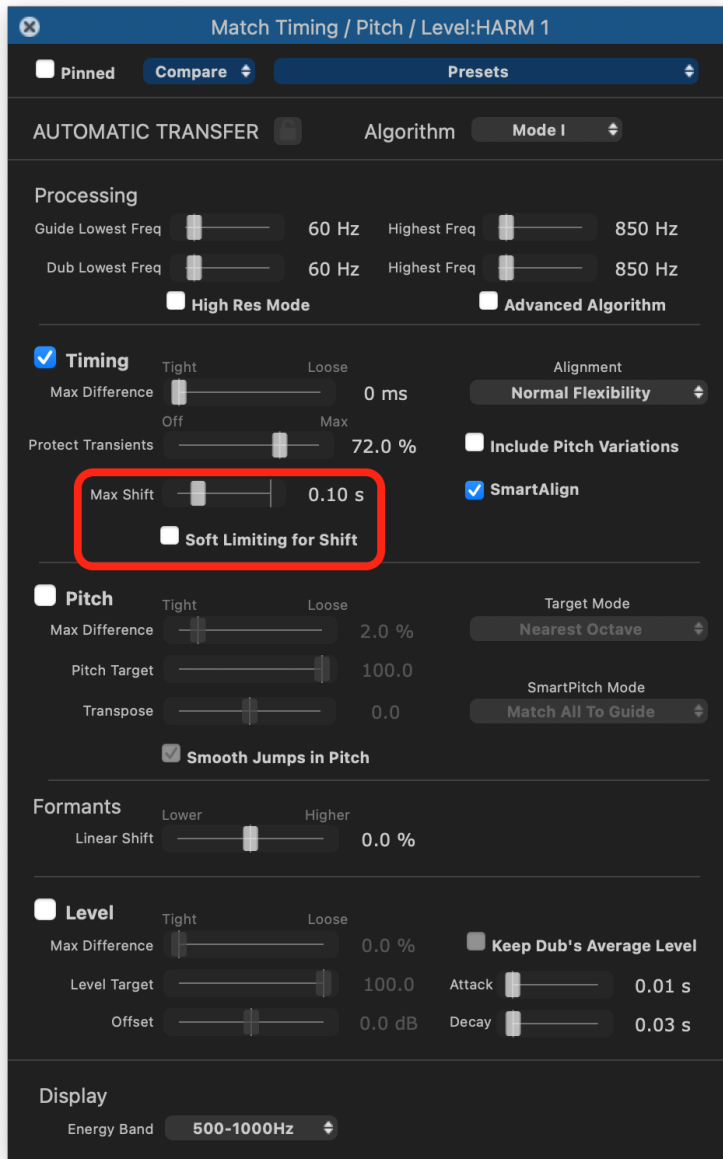 Match Timing / Pitch / Level:HARM 1
Pinned Compare Presets
AUTOMATIC TRANSFER Algorithm Mode I
Processing
Guide Lowest Freq 60 Hz Highest Freq 850 Hz
Dub Lowest Freq 60 Hz Highest Freq 850 Hz
High Res Mode Advanced Algorithm
Timing Tight Loose Alignment
Max Difference 0 ms Normal Flexibility
Off Max
Protect Transients 72.0 % Include Pitch Variations
Max Shift 0.10 s SmartAlign
Soft Limiting for Shift
Pitch Tight Loose Target Mode
Max Difference 2.0 % Nearest Octave
Pitch Target 100.0
SmartPitch Mode
Transpose 0.0 Match All To Guide
Smooth Jumps in Pitch
Formants Lower Higher
Linear Shift 0.0 %
Level Tight Loose
Max Difference 0.0 % Keep Dub's Average Level
Level Target 100.0 Attack 0.01 s
Offset 0.0 dB Decay 0.03 s
Display
Energy Band 500-1000Hz